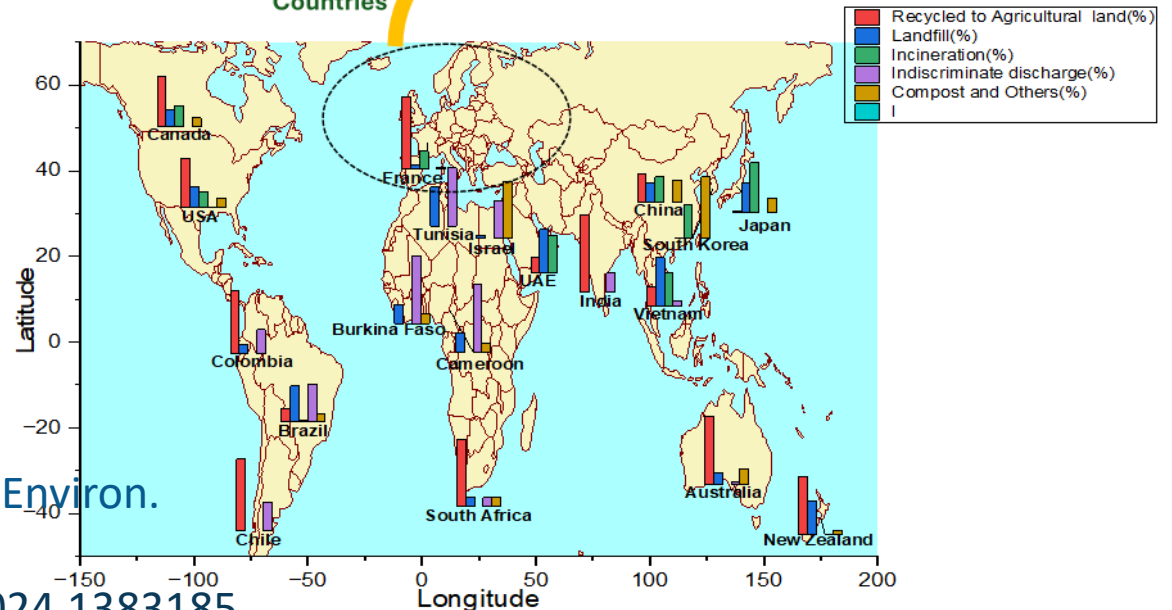 Countries
Recycled to Agricultural land(%)
Landfill(%)
Incineration(%)
Indiscriminate discharge(%)
Compost and Others(%)
I
60
40
20
0
−20
−40
Latitude
Canada
USA
France
Tunisia
Israel
UAE
China
South Korea
Japan
India
Vietnam
Burkina Faso
Cameroon
Colombia
Brazil
Chile
South Africa
Australia
New Zealand
Environ.
−150 −100 −50 0 50 100 150 200
Longitude
024.1383185